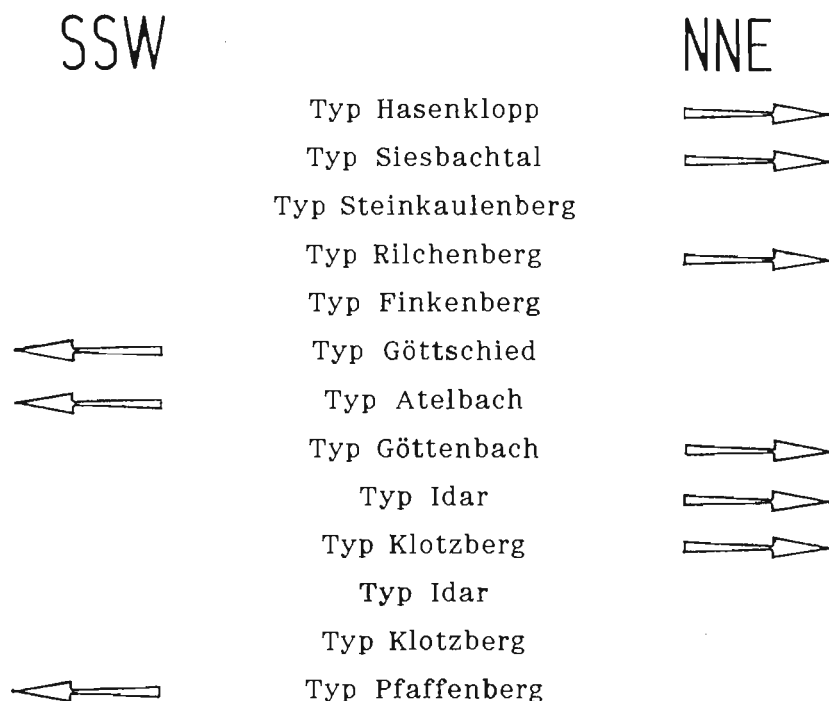 SSW NNE
Typ Hasenklopp
Typ Siesbachtal
Typ Steinkaulenberg
Typ Rilchenberg
Typ Finkenberg
Typ Göttschied
Typ Atelbach
Typ Göttenbach
Typ Idar
Typ Klotzberg
Typ Idar
Typ Klotzberg
Typ Pfaffenberg